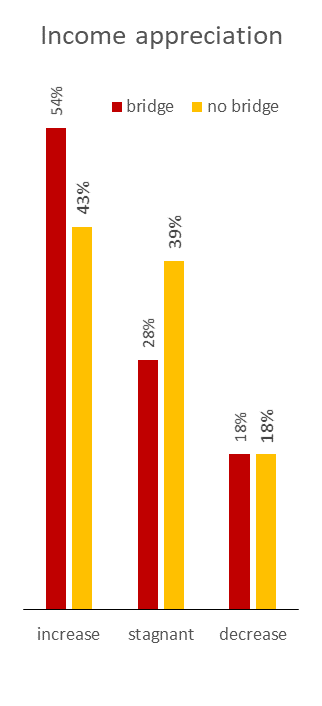 Income appreciation
bridge no bridge
54% 43% 28% 39% 18% 18%
increase stagnant decrease